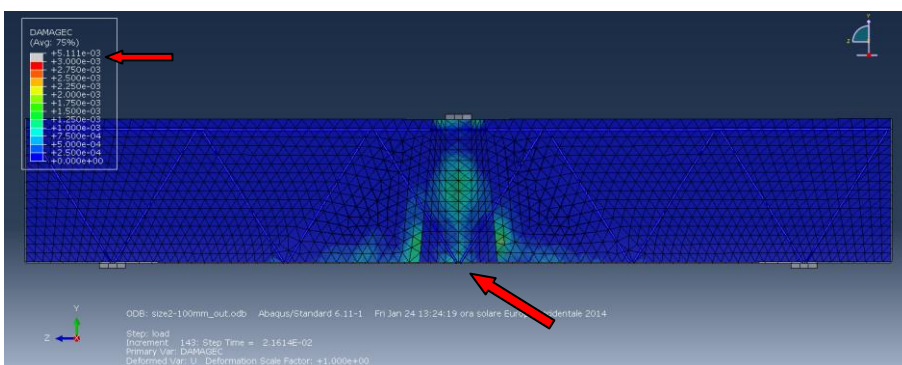 DAMAGEC
(Avg: 75%)
+5.111e-03
+3.000e-03
+2.750e-03
+2.500e-03
+2.250e-03
+2.000e-03
+1.750e-03
+1.500e-03
+1.250e-03
+1.000e-03
+7.500e-04
+5.000e-04
+2.500e-04
+0.000e+00
Y
Z
Y
Z
ODB: size2-100mm_out.odb Abaqus/Standard 6.11-1 Fri Jan 24 13:24:19 ora solare Europ identale 2014
Step: load
Increment 143: Step Time = 2.1614E-02
Primary Var: DAMAGEC
Deformed Var: U Deformation Scale Factor: +1.000e+00